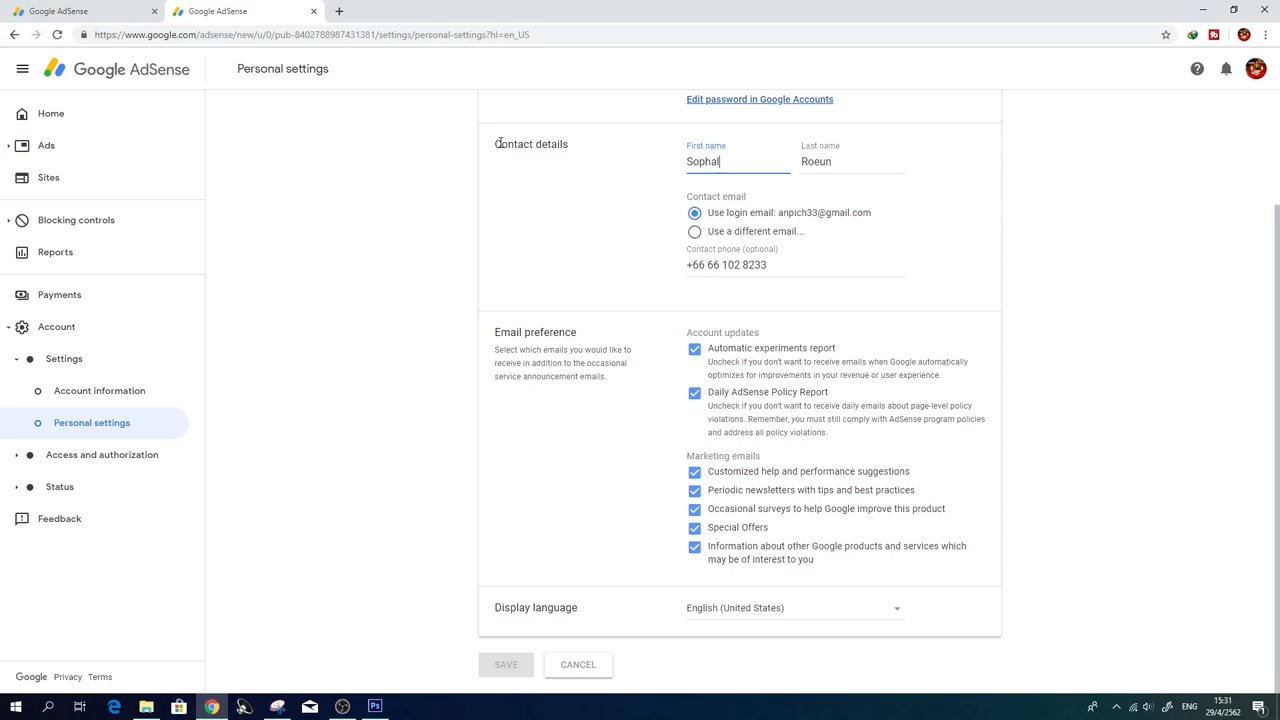 Google AdSense
Google AdSense
https://www.google.com/adsense/new/u/0/pub-8402788987431381/settings/personal-settings?hl=en_US
Google AdSense
Personal settings
Home
Ads
Sites
Blocking controls
Reports
Payments
Account
Settings
Account information
Personal settings
Access and authorization
Status
Feedback
Google Privacy Terms
Edit password in Google Accounts
Contact details
First name
Last name
Sophal
Roeun
Contact email
Use login email: anpich33@gmail.com
Use a different email...
Contact phone (optional)
+66 66 102 8233
Email preference
Select which emails you would like to
receive in addition to the occasional
service announcement emails.
Account updates
Automatic experiments report
Uncheck if you don't want to receive emails when Google automatically
optimizes for improvements in your revenue or user experience.
Daily AdSense Policy Report
Uncheck if you don't want to receive daily emails about page-level policy
violations. Remember, you must still comply with AdSense program policies
and address all policy violations.
Marketing emails
Customized help and performance suggestions
Periodic newsletters with tips and best practices
Occasional surveys to help Google improve this product
Special Offers
Information about other Google products and services which
may be of interest to you
Display language
English (United States)
SAVE
CANCEL
15:31
29/4/2562